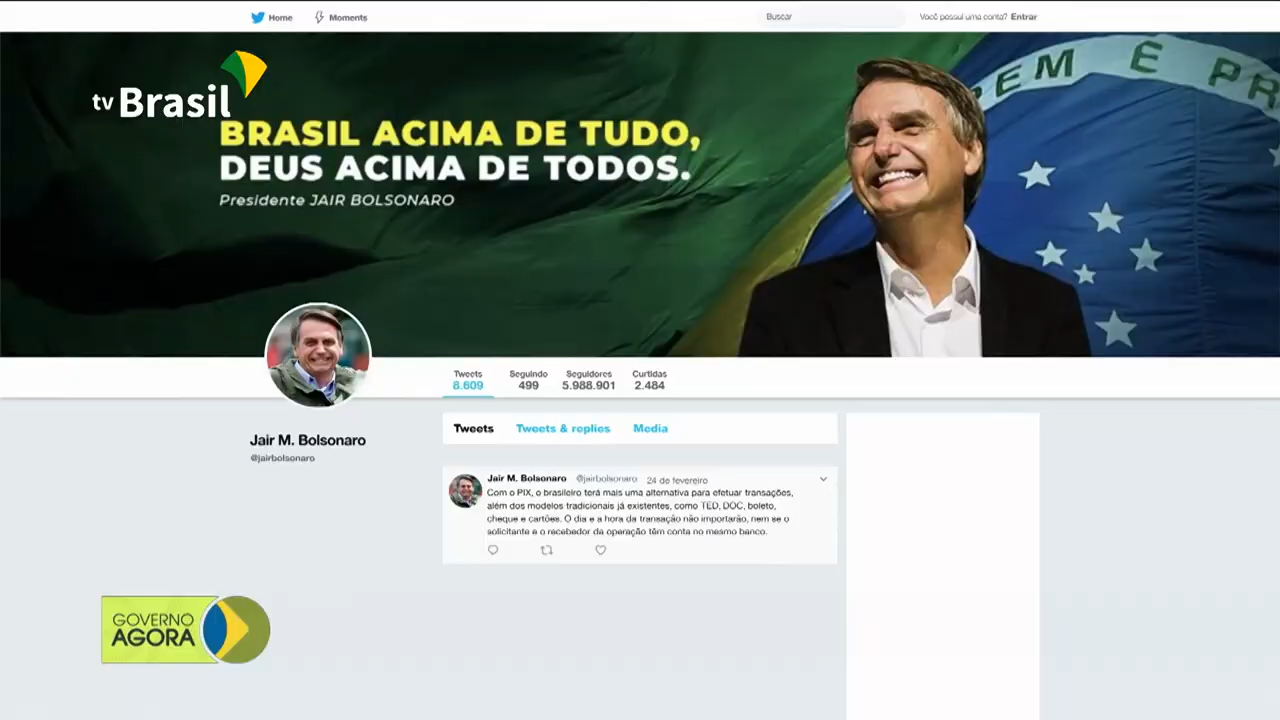 Home
Moments
Buscar
Você possui uma conta? Entrar
tv Brasil
EM É PR
BRASIL ACIMA DE TUDO,
DEUS ACIMA DE TODOS.
Presidente JAIR BOLSONARO
Tweets
8.609
Seguindo
499
Seguidores
5.988.901
Curtidas
2.484
Jair M. Bolsonaro
@jairbolsonaro
Tweets
Tweets & replies
Media
Jair M. Bolsonaro @jairbolsonaro 24 de fevereiro
Com o PIX, o brasileiro terá mais uma alternativa para efetuar transações,
além dos modelos tradicionais já existentes, como TED, DOC, boleto,
cheque e cartões. O dia e a hora da transação não importarão, nem se o
solicitante e o recebedor da operação têm conta no mesmo banco.
GOVERNO
AGORA